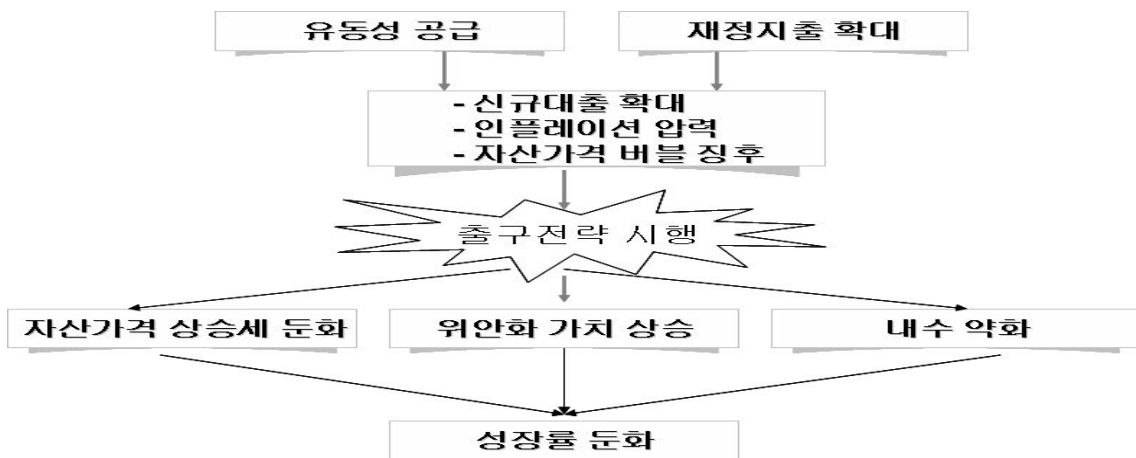 유동성 공급
재정지출 확대
- 신규대출 확대
- 인플레이션 압력
- 자산가격 버블 징후
출구전략 시행
자산가격 상승세 둔화
위안화 가치 상승
내수 약화
성장률 둔화